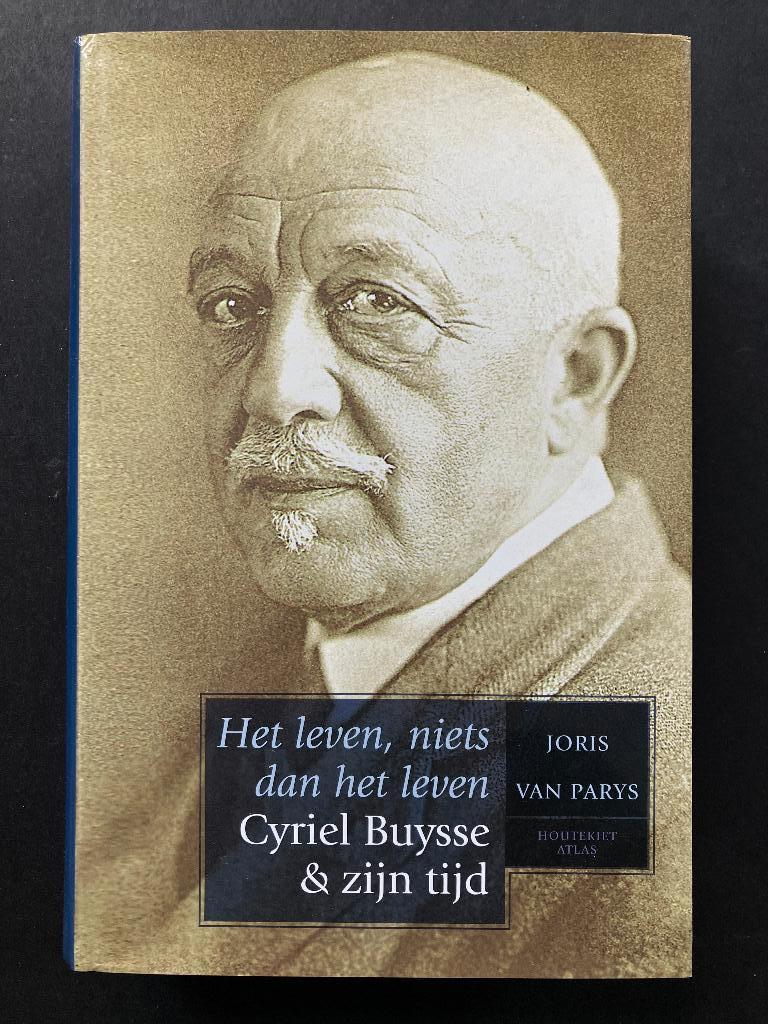 Het leven, niets
dan het leven
Cyriel Buysse
& zijn tijd
JORIS
VAN PARYS
HOUTEKIET
ATLAS